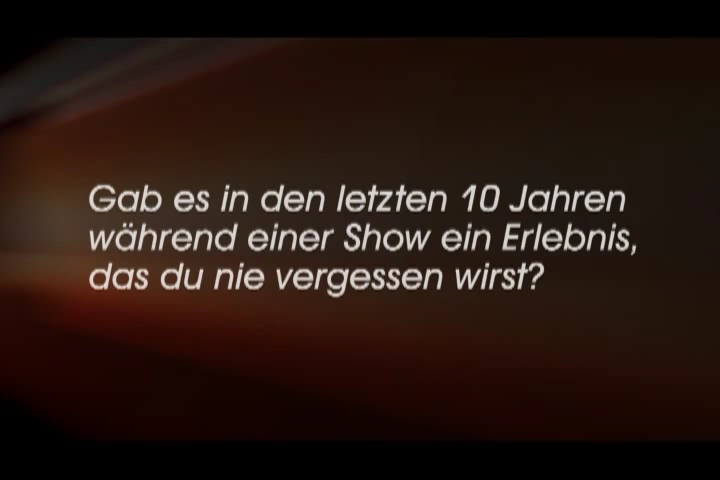 Gab es in den letzten 10 Jahren
während einer Show ein Erlebnis,
das du nie vergessen wirst?